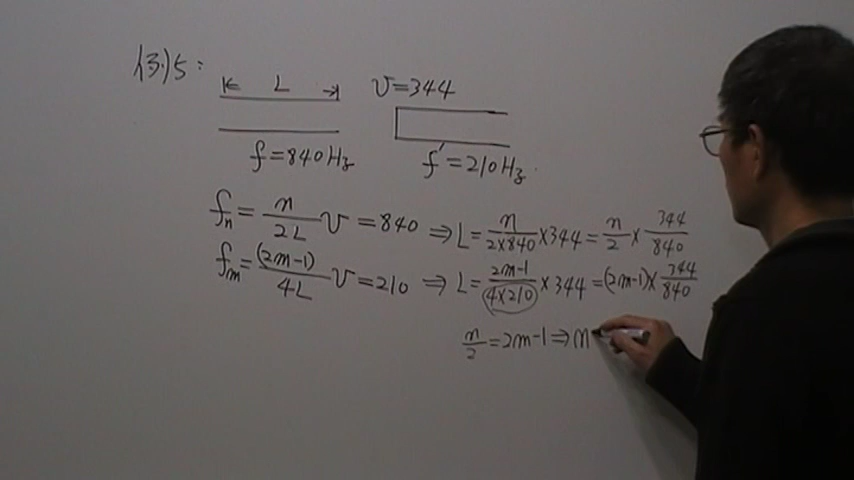 例5:
L v=344
f=840Hz f'=210Hz.
fn = n/2L v = 840 ⇒ L = n/2×840 ×344 = n/2 × 344/840
fm = (2m-1)/4L v = 210 ⇒ L = 2m-1/4×210 ×344 = (2m-1)× 344/840
n/2 = 2m-1 ⇒ (n